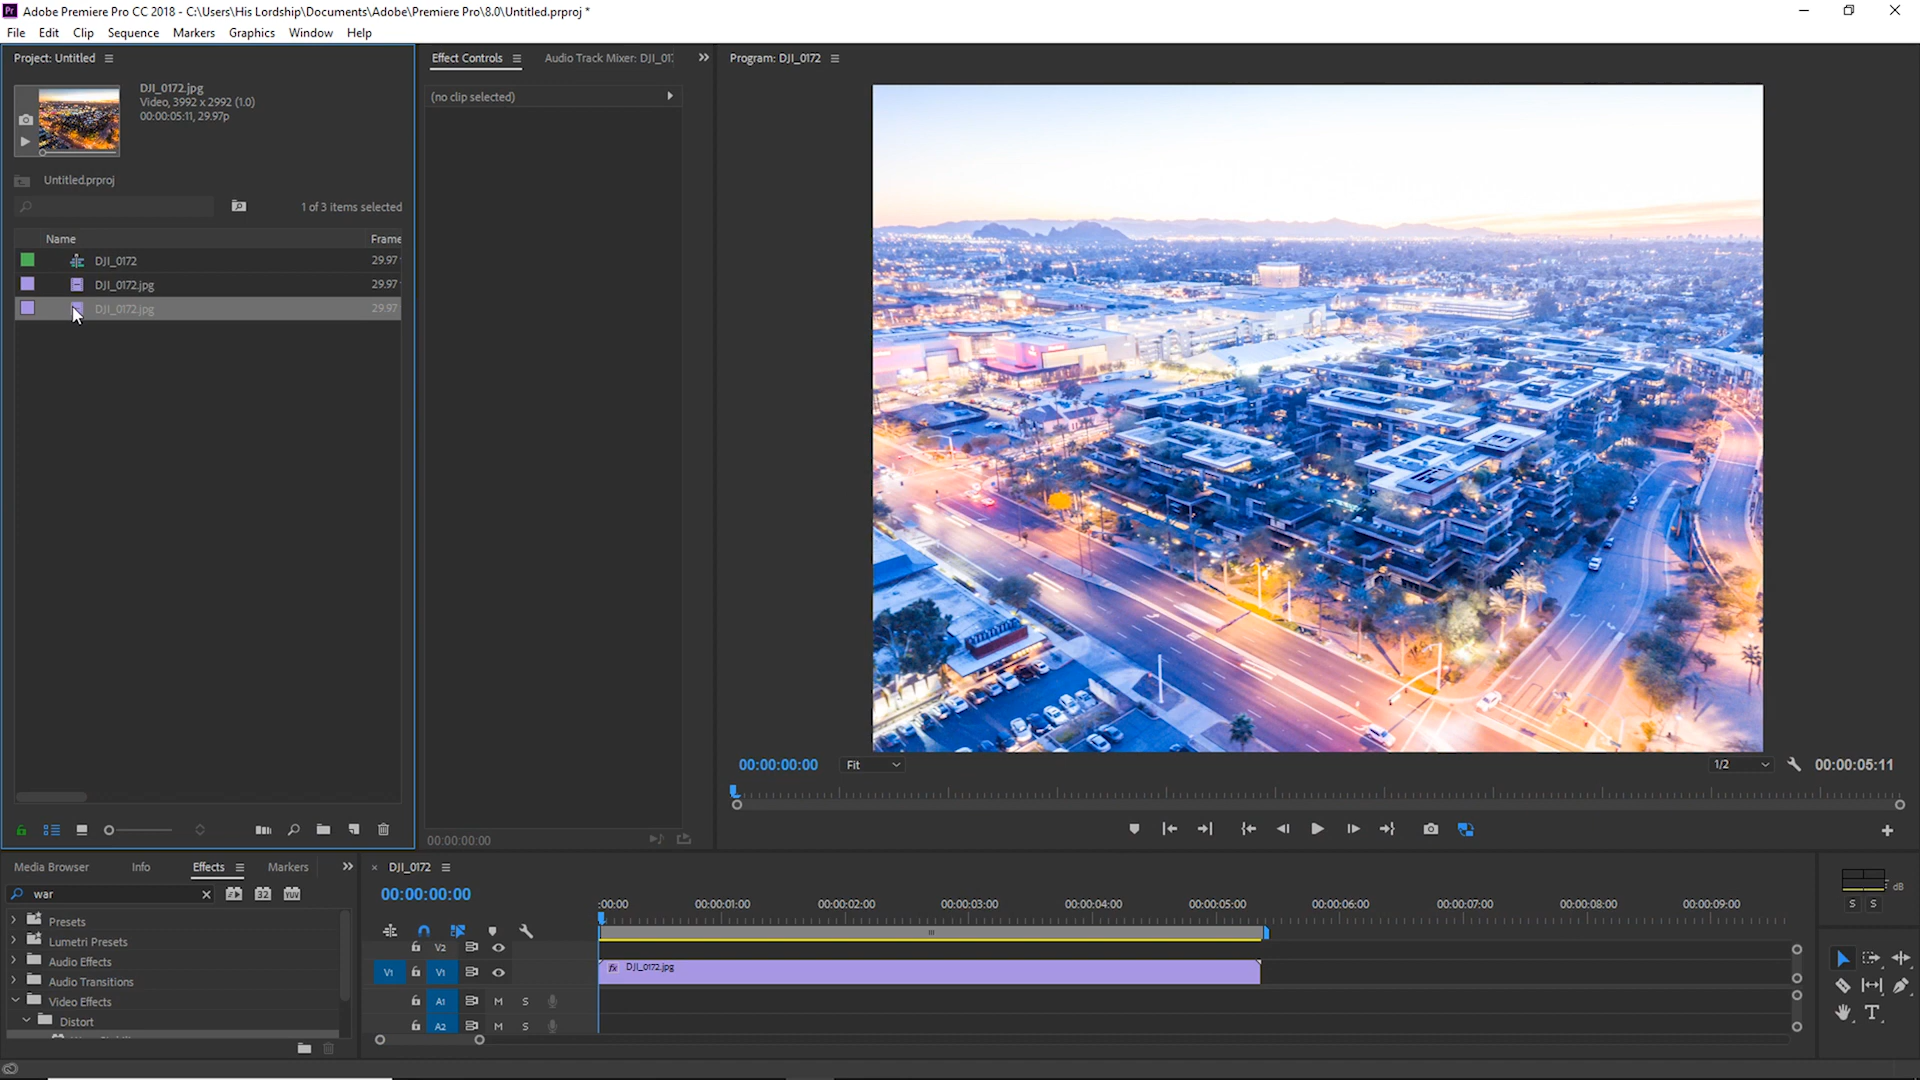 Adobe Premiere Pro CC 2018 - C:\Users\His Lordship\Documents\Adobe\Premiere Pro\8.0\Untitled.prproj *
File Edit Clip Sequence Markers Graphics Window Help
Project: Untitled
DJI_0172.jpg
Video, 3992 x 2992 (1.0)
00:00:05:11, 29.97p
Untitled.prproj
1 of 3 items selected
Name Frame
DJI_0172 29.97
DJI_0172.jpg 29.97
DJI_0172.jpg 29.97
Effect Controls Audio Track Mixer: DJI_01
(no clip selected)
00:00:00:00
Program: DJI_0172
00:00:00:00 Fit 1/2 00:00:05:11
Media Browser Info Effects Markers
war 32 YUV
Presets
Lumetri Presets
Audio Effects
Audio Transitions
Video Effects
Distort
DJI_0172
00:00:00:00
:00:00 00:00:01:00 00:00:02:00 00:00:03:00 00:00:04:00 00:00:05:00 00:00:06:00 00:00:07:00 00:00:08:00 00:00:09:00
V2
V1 V1 fx DJI_0172.jpg
A1 M S
A2 M S
dB
S S